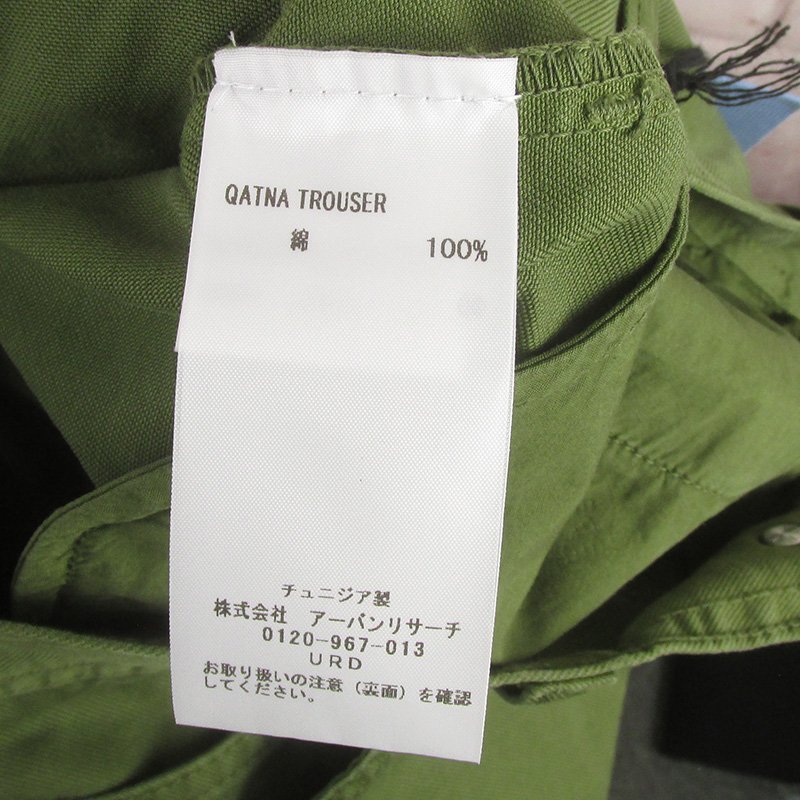 QATNA TROUSER
綿 100%
チュニジア製
株式会社 アーバンリサーチ
0120-967-013
URD
お取り扱いの注意（裏面）を確認
してください。